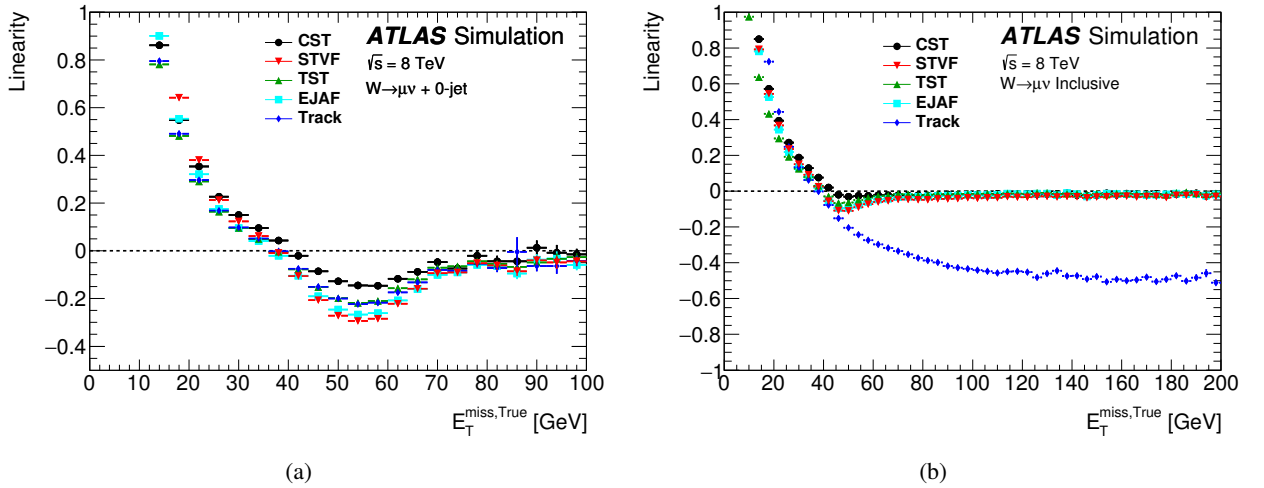 Linearity
1
0.8
0.6
0.4
0.2
0
−0.2
−0.4
CST
STVF
TST
EJAF
Track
ATLAS Simulation
√s = 8 TeV
W→μν + 0-jet
0 10 20 30 40 50 60 70 80 90 100
E_T^miss,True [GeV]
(a)
Linearity
1
0.8
0.6
0.4
0.2
0
−0.2
−0.4
−0.6
−0.8
−1
CST
STVF
TST
EJAF
Track
ATLAS Simulation
√s = 8 TeV
W→μν Inclusive
0 20 40 60 80 100 120 140 160 180 200
E_T^miss,True [GeV]
(b)